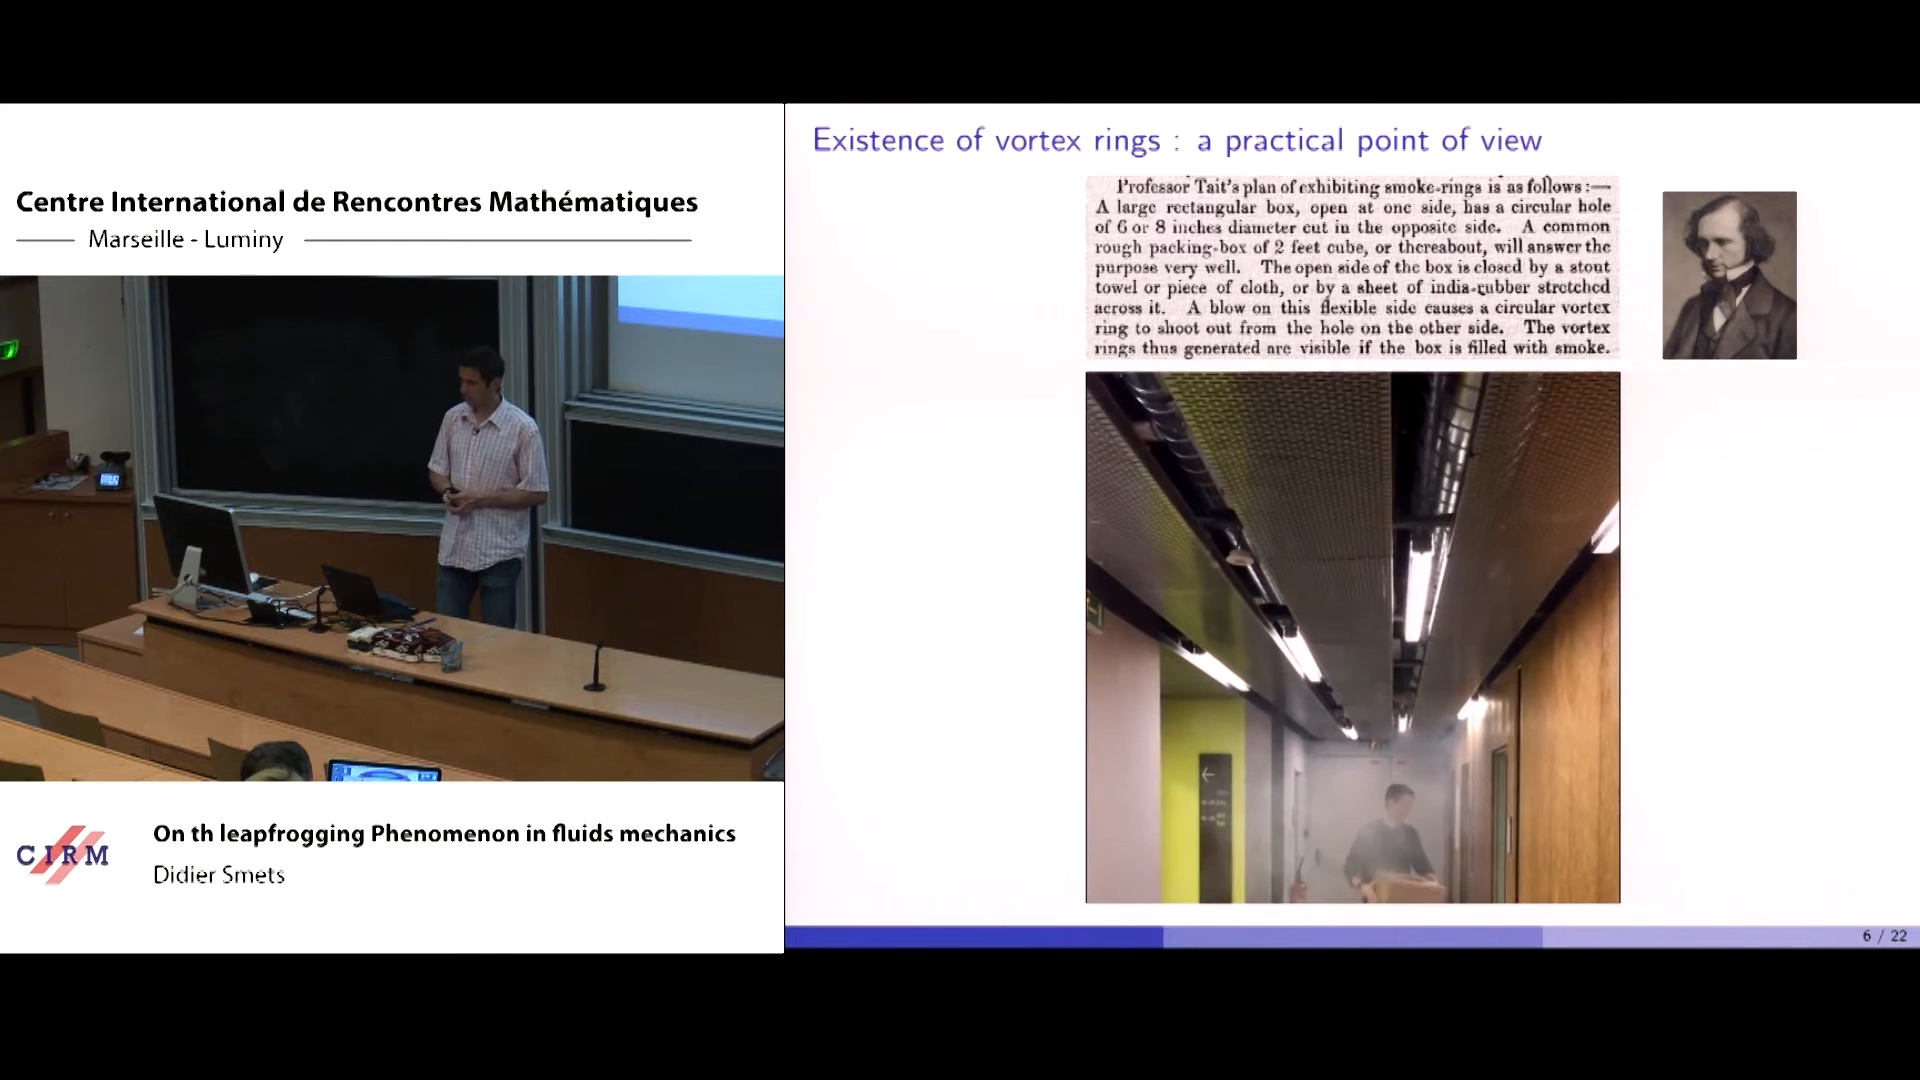 Centre International de Rencontres Mathématiques
Marseille - Luminy
CIRM
On th leapfrogging Phenomenon in fluids mechanics
Didier Smets
Existence of vortex rings : a practical point of view
Professor Tait's plan of exhibiting smoke-rings is as follows:—
A large rectangular box, open at one side, has a circular hole
of 6 or 8 inches diameter cut in the opposite side. A common
rough packing-box of 2 feet cube, or thereabout, will answer the
purpose very well. The open side of the box is closed by a stout
towel or piece of cloth, or by a sheet of india-rubber stretched
across it. A blow on this flexible side causes a circular vortex
ring to shoot out from the hole on the other side. The vortex
rings thus generated are visible if the box is filled with smoke.
6 / 22